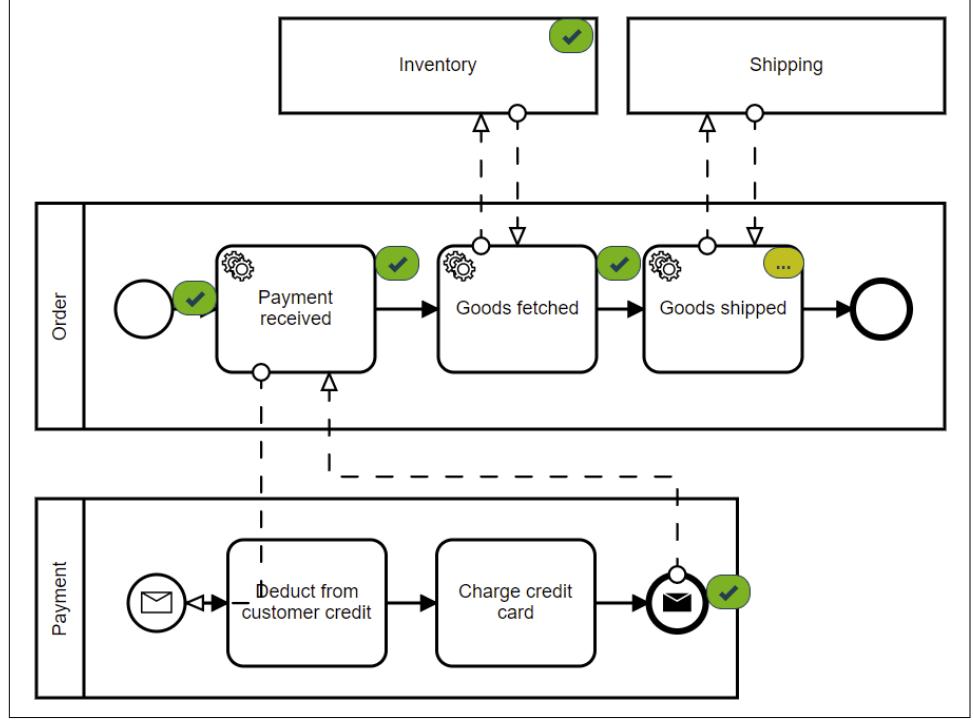 Inventory
Shipping
Order
Payment
received
Goods fetched
Goods shipped
...
Payment
Deduct from
customer credit
Charge credit
card